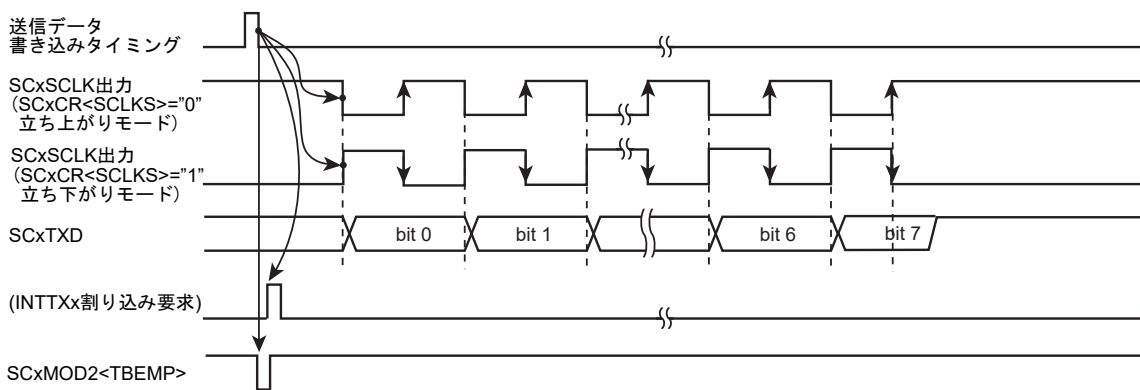 送信データ
書き込みタイミング
SCxSCLK出力
（SCxCR<SCLKS>="0"
立ち上がりモード）
SCxSCLK出力
（SCxCR<SCLKS>="1"
立ち下がりモード）
SCxTXD
bit 0
bit 1
bit 6
bit 7
(INTTXx割り込み要求)
SCxMOD2<TBEMP>